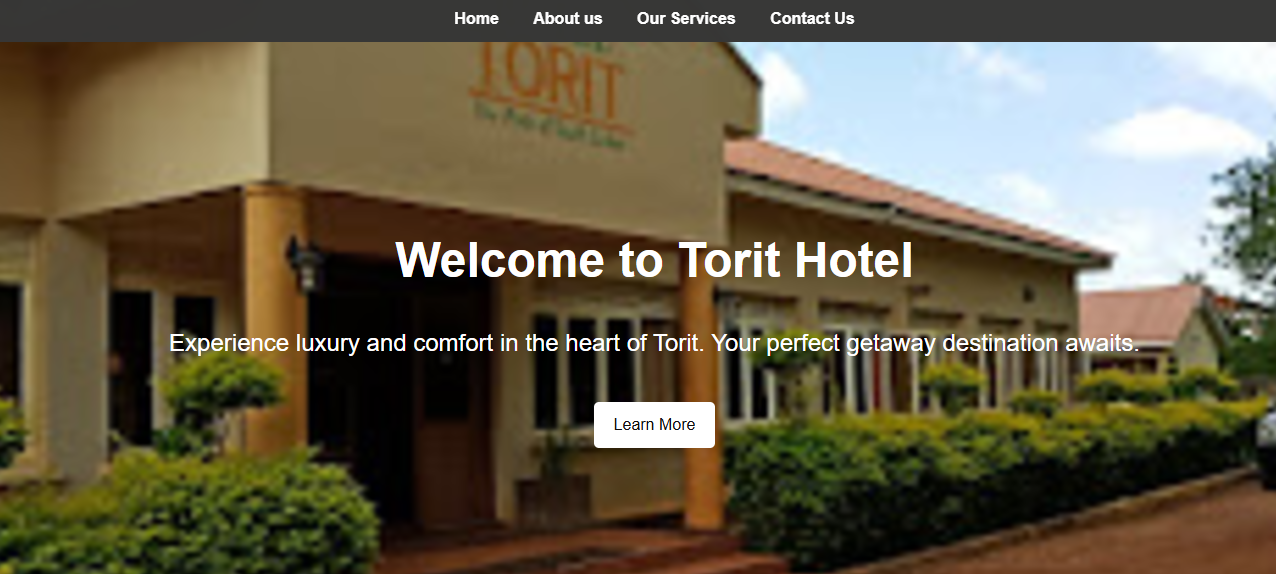 Home About us Our Services Contact Us
TORIT
Welcome to Torit Hotel
Experience luxury and comfort in the heart of Torit. Your perfect getaway destination awaits.
Learn More